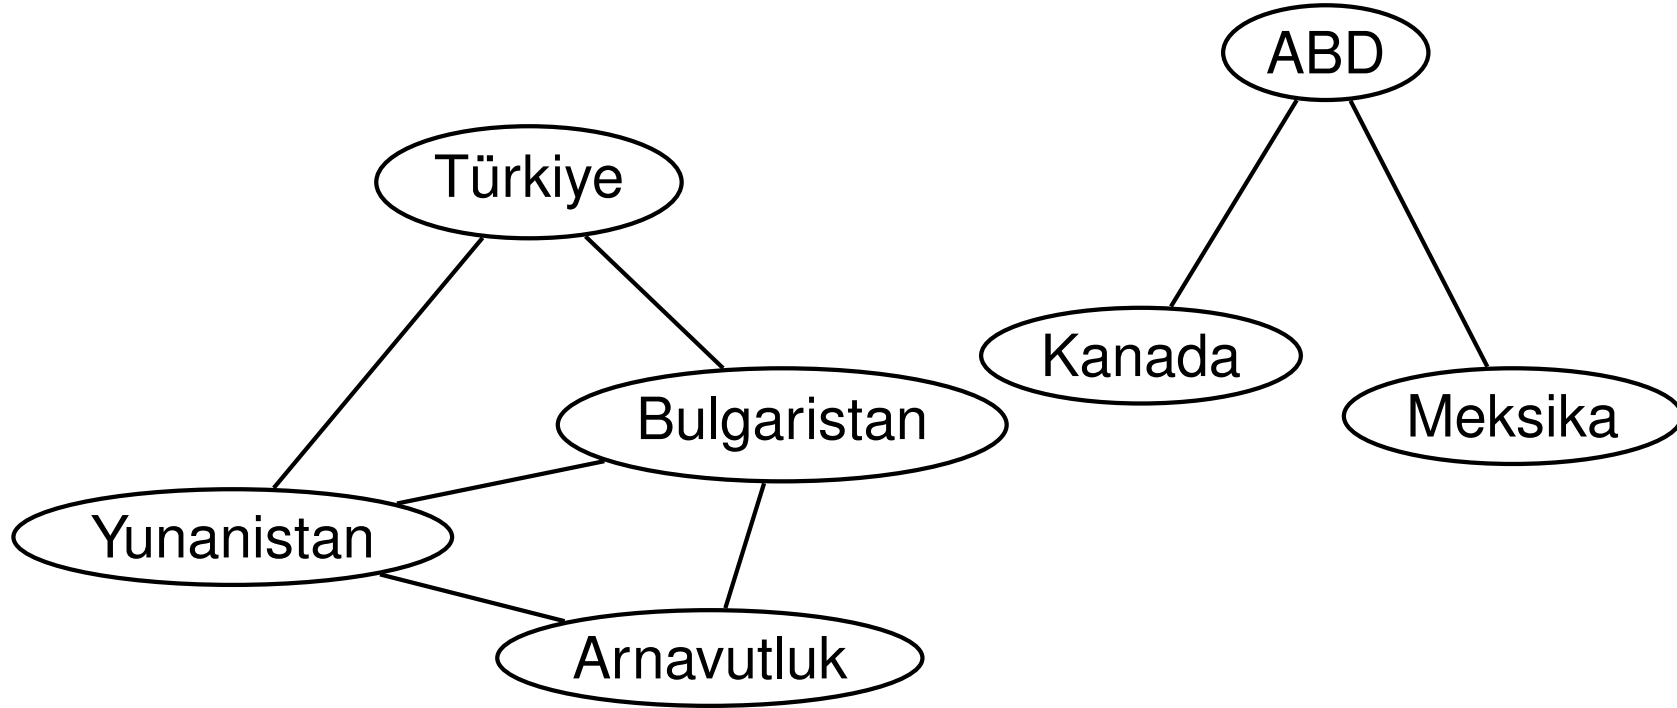 ABD
Türkiye
Kanada
Bulgaristan
Meksika
Yunanistan
Arnavutluk